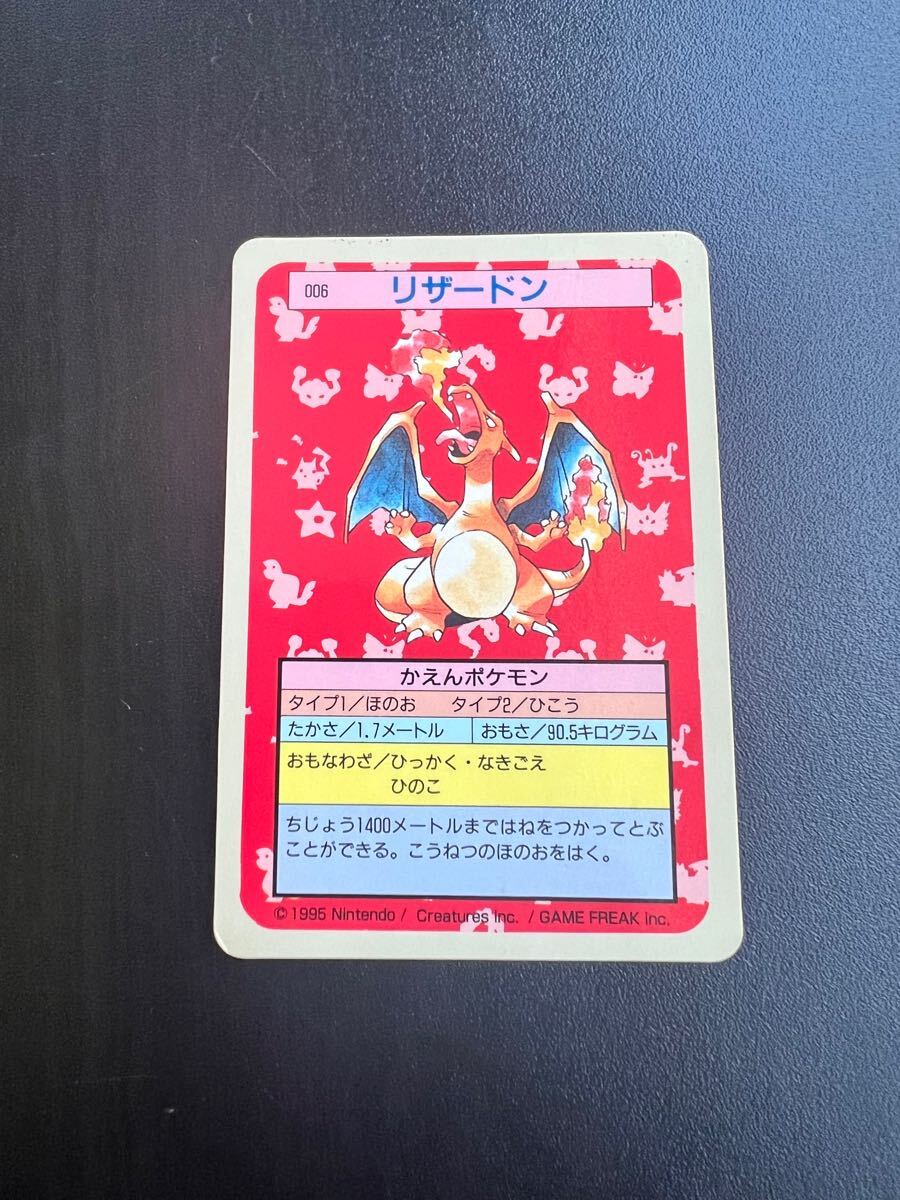 006 リザードン
かえんポケモン
タイプ1/ほのお タイプ2/ひこう
たかさ/1.7メートル おもさ/90.5キログラム
おもなわざ/ひっかく・なきごえ
ひのこ
ちじょう1400メートルまではねをつかってとぶ
ことができる。こうねつのほのおをはく。
© 1995 Nintendo / Creatures Inc. / GAME FREAK Inc.